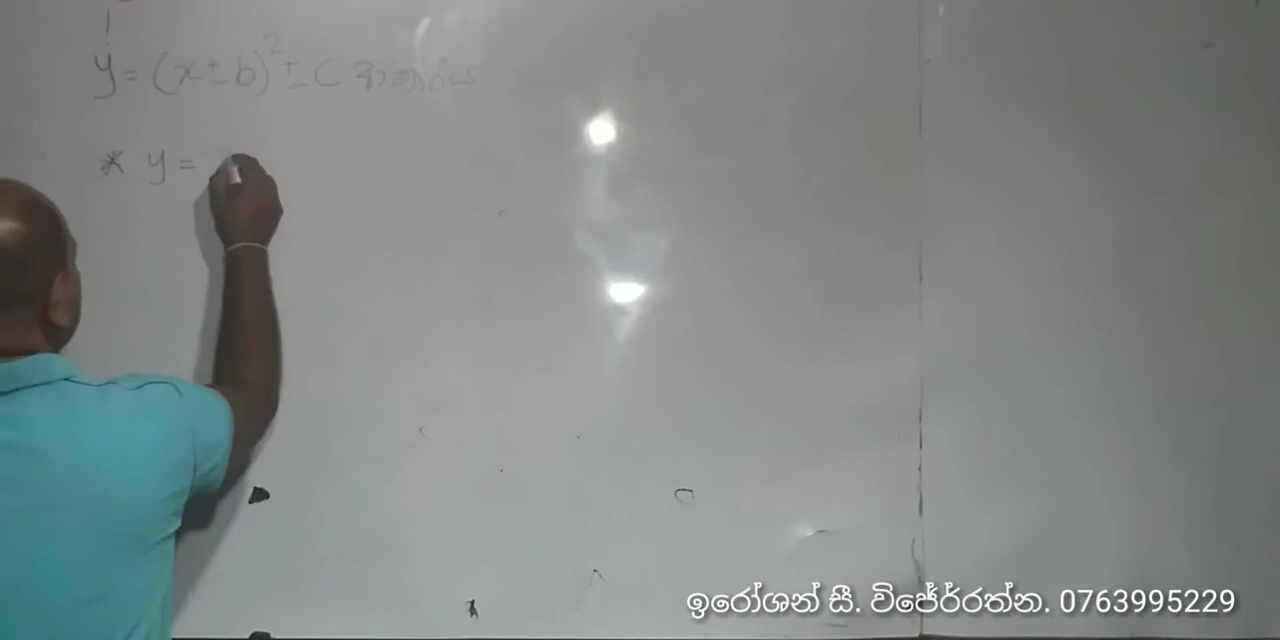 y = (x ± b)² ± c ආකාරය
* y =
ඉරෝශන් සී. විජේර්රත්න. 0763995229